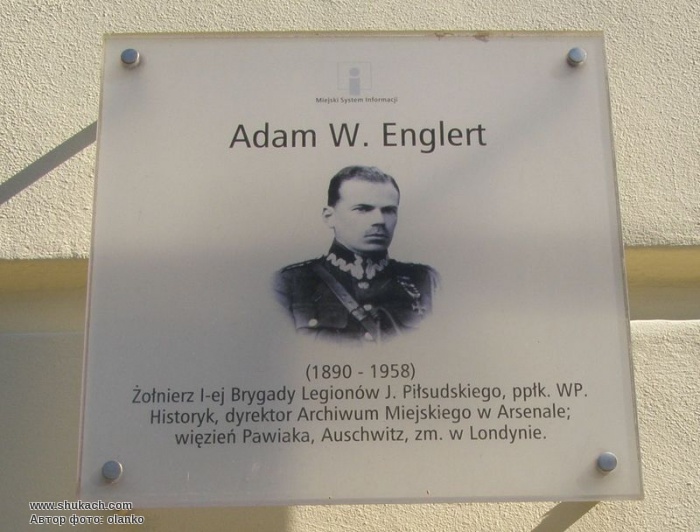 Miejski System Informacji
Adam W. Englert
(1890 - 1958)
Żołnierz I-ej Brygady Legionów J. Piłsudskiego, ppłk. WP.
Historyk, dyrektor Archiwum Miejskiego w Arsenale;
więzień Pawiaka, Auschwitz, zm. w Londynie.
www.shukach.com
Автор фото: olanko